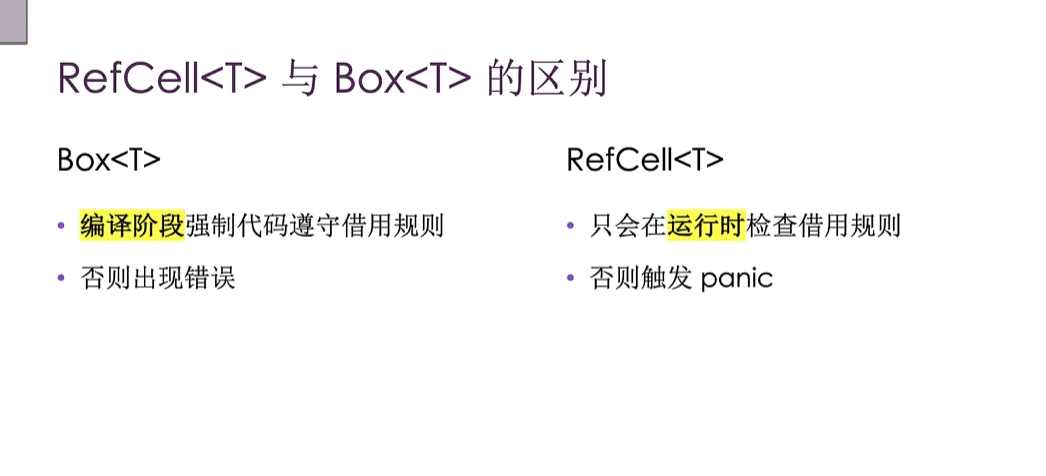 RefCell<T> 与 Box<T> 的区别
Box<T>
• 编译阶段强制代码遵守借用规则
• 否则出现错误
RefCell<T>
• 只会在运行时检查借用规则
• 否则触发 panic